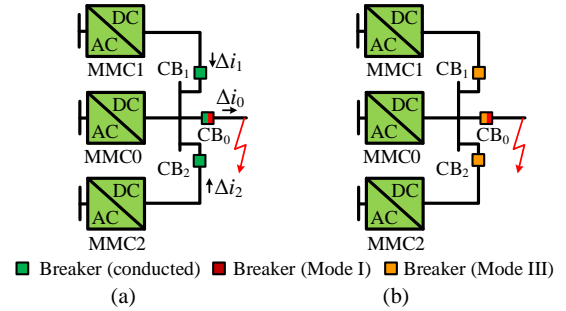 DC
AC
MMC1
CB1
Δi1
DC
AC
MMC0
Δi0
CB0
CB2
DC
AC
MMC2
Δi2
DC
AC
MMC1
CB1
DC
AC
MMC0
CB0
CB2
DC
AC
MMC2
Breaker (conducted) Breaker (Mode I) Breaker (Mode III)
(a) (b)